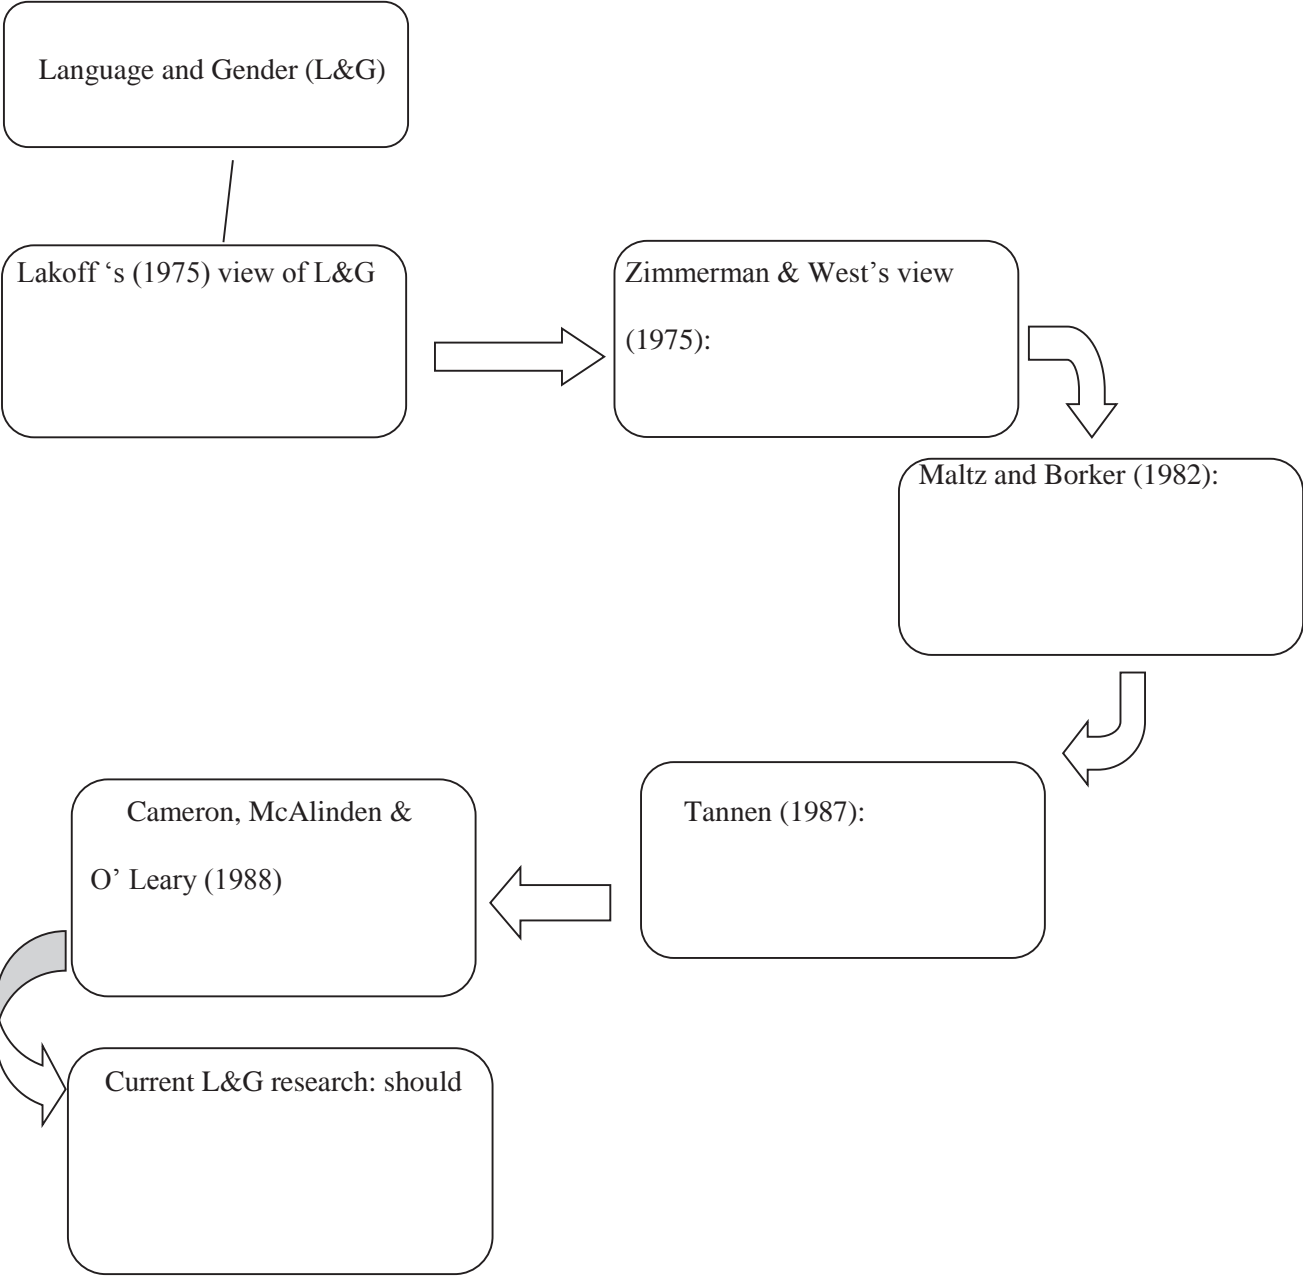 Language and Gender (L&G)
Lakoff ‘s (1975) view of L&G
Zimmerman & West’s view
(1975):
Maltz and Borker (1982):
Tannen (1987):
Cameron, McAlinden &
O’ Leary (1988)
Current L&G research: should